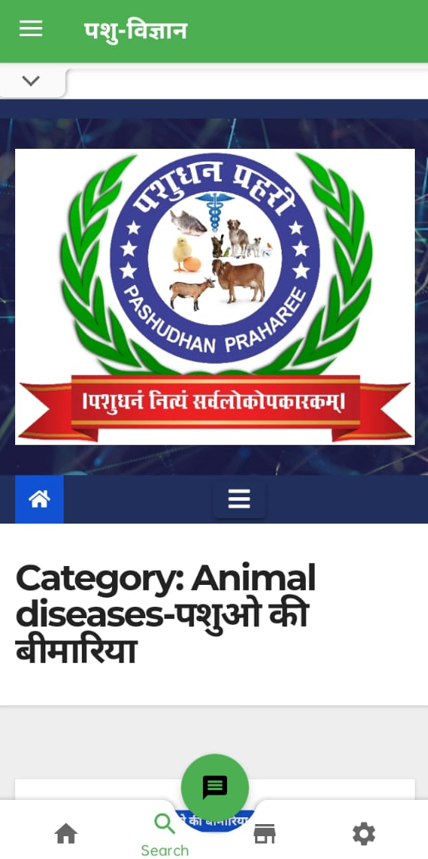 पशु-विज्ञान
पशुधन प्रहरी
PASHUDHAN PRAHAREE
।पशुधनं नित्यं सर्वलोकोपकारकम्।
Category: Animal
diseases-पशुओ की
बीमारिया
की बीमारिया
Search